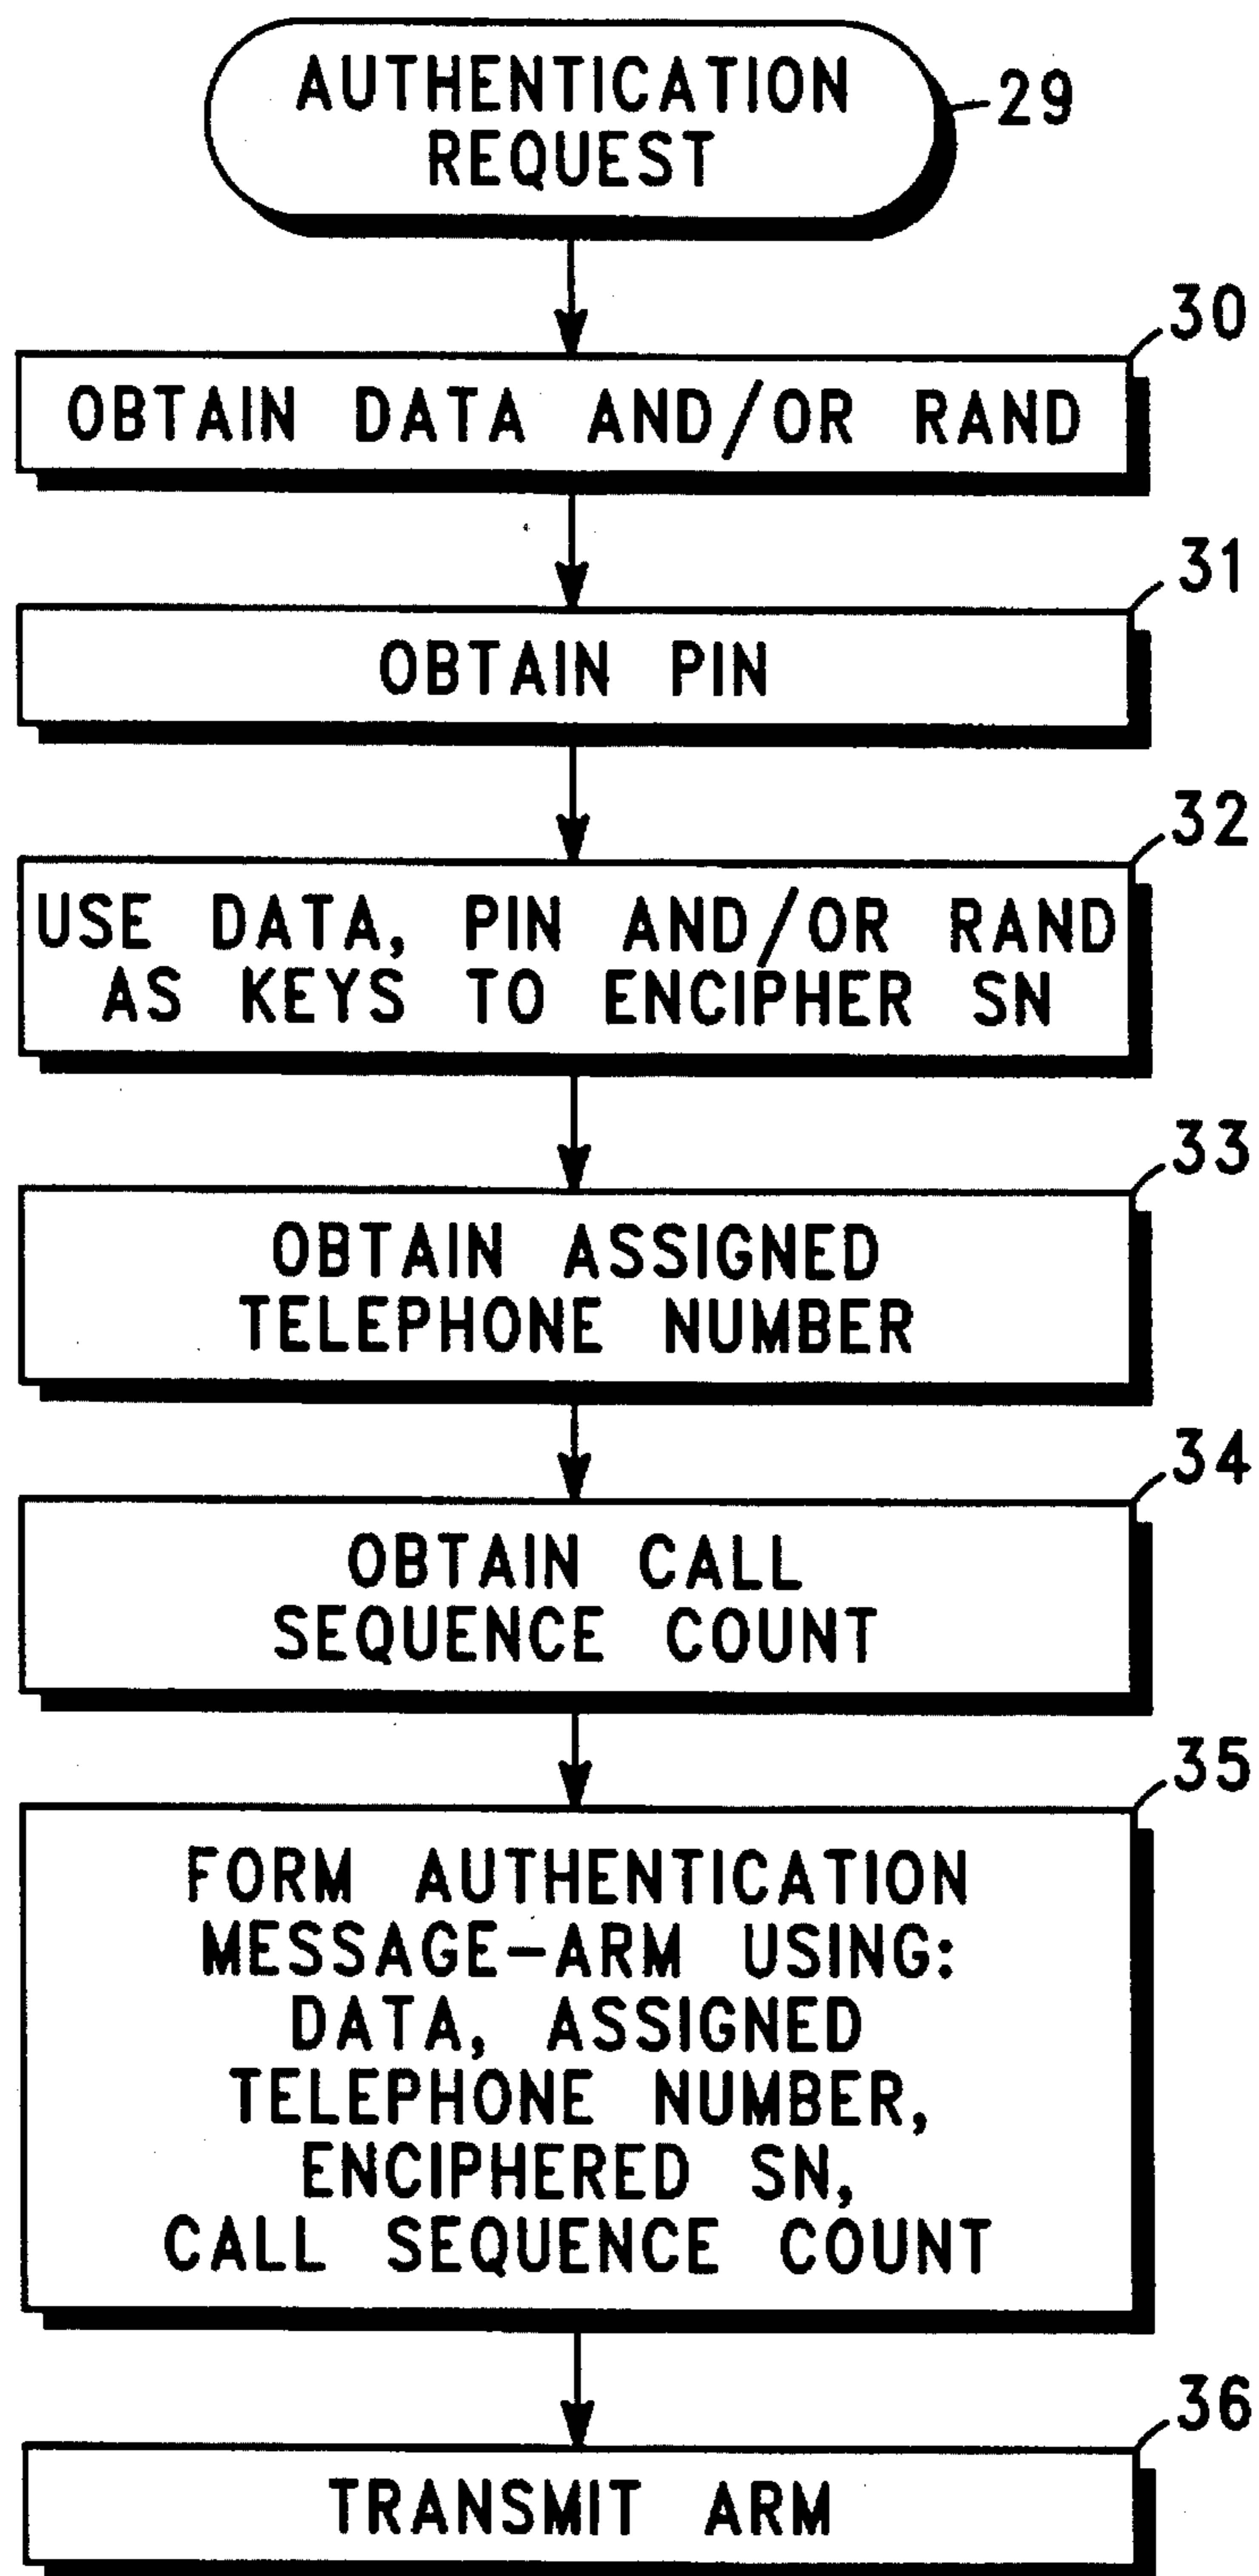 AUTHENTICATION
REQUEST
29
30
OBTAIN DATA AND/OR RAND
31
OBTAIN PIN
32
USE DATA, PIN AND/OR RAND
AS KEYS TO ENCIPHER SN
33
OBTAIN ASSIGNED
TELEPHONE NUMBER
34
OBTAIN CALL
SEQUENCE COUNT
35
FORM AUTHENTICATION
MESSAGE-ARM USING:
DATA, ASSIGNED
TELEPHONE NUMBER,
ENCIPHERED SN,
CALL SEQUENCE COUNT
36
TRANSMIT ARM